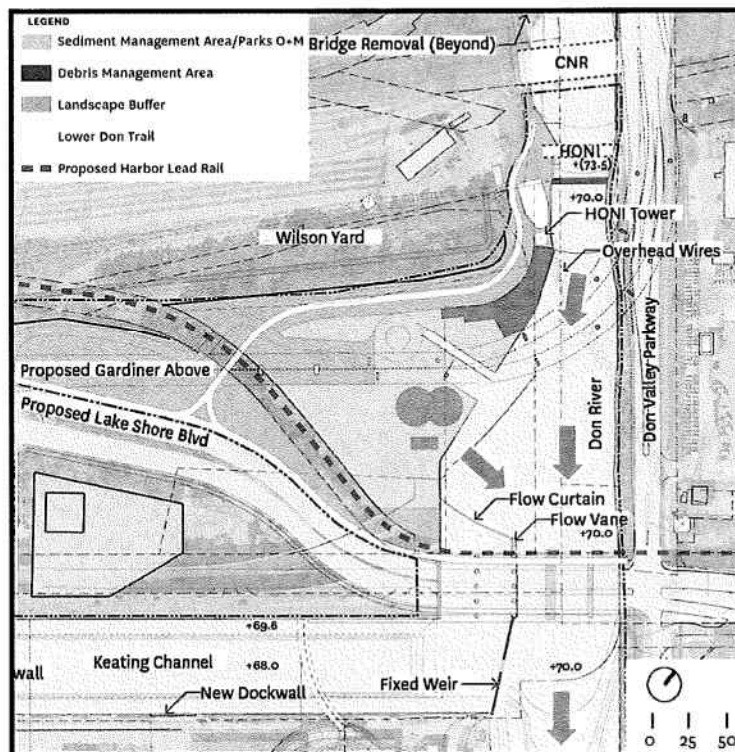 LEGEND
Sediment Management Area/Parks O+M
Debris Management Area
Landscape Buffer
Lower Don Trail
Proposed Harbor Lead Rail
Bridge Removal (Beyond)
CNR
HONI
+(73.5)
+70.0
HONI Tower
Wilson Yard
Overhead Wires
Proposed Gardiner Above
Proposed Lake Shore Blvd
Don River
Don Valley Parkway
Flow Curtain
Flow Vane
+70.0
+69.6
Keating Channel
+68.0
wall
New Dockwall
Fixed Weir
+70.0
0 25 50